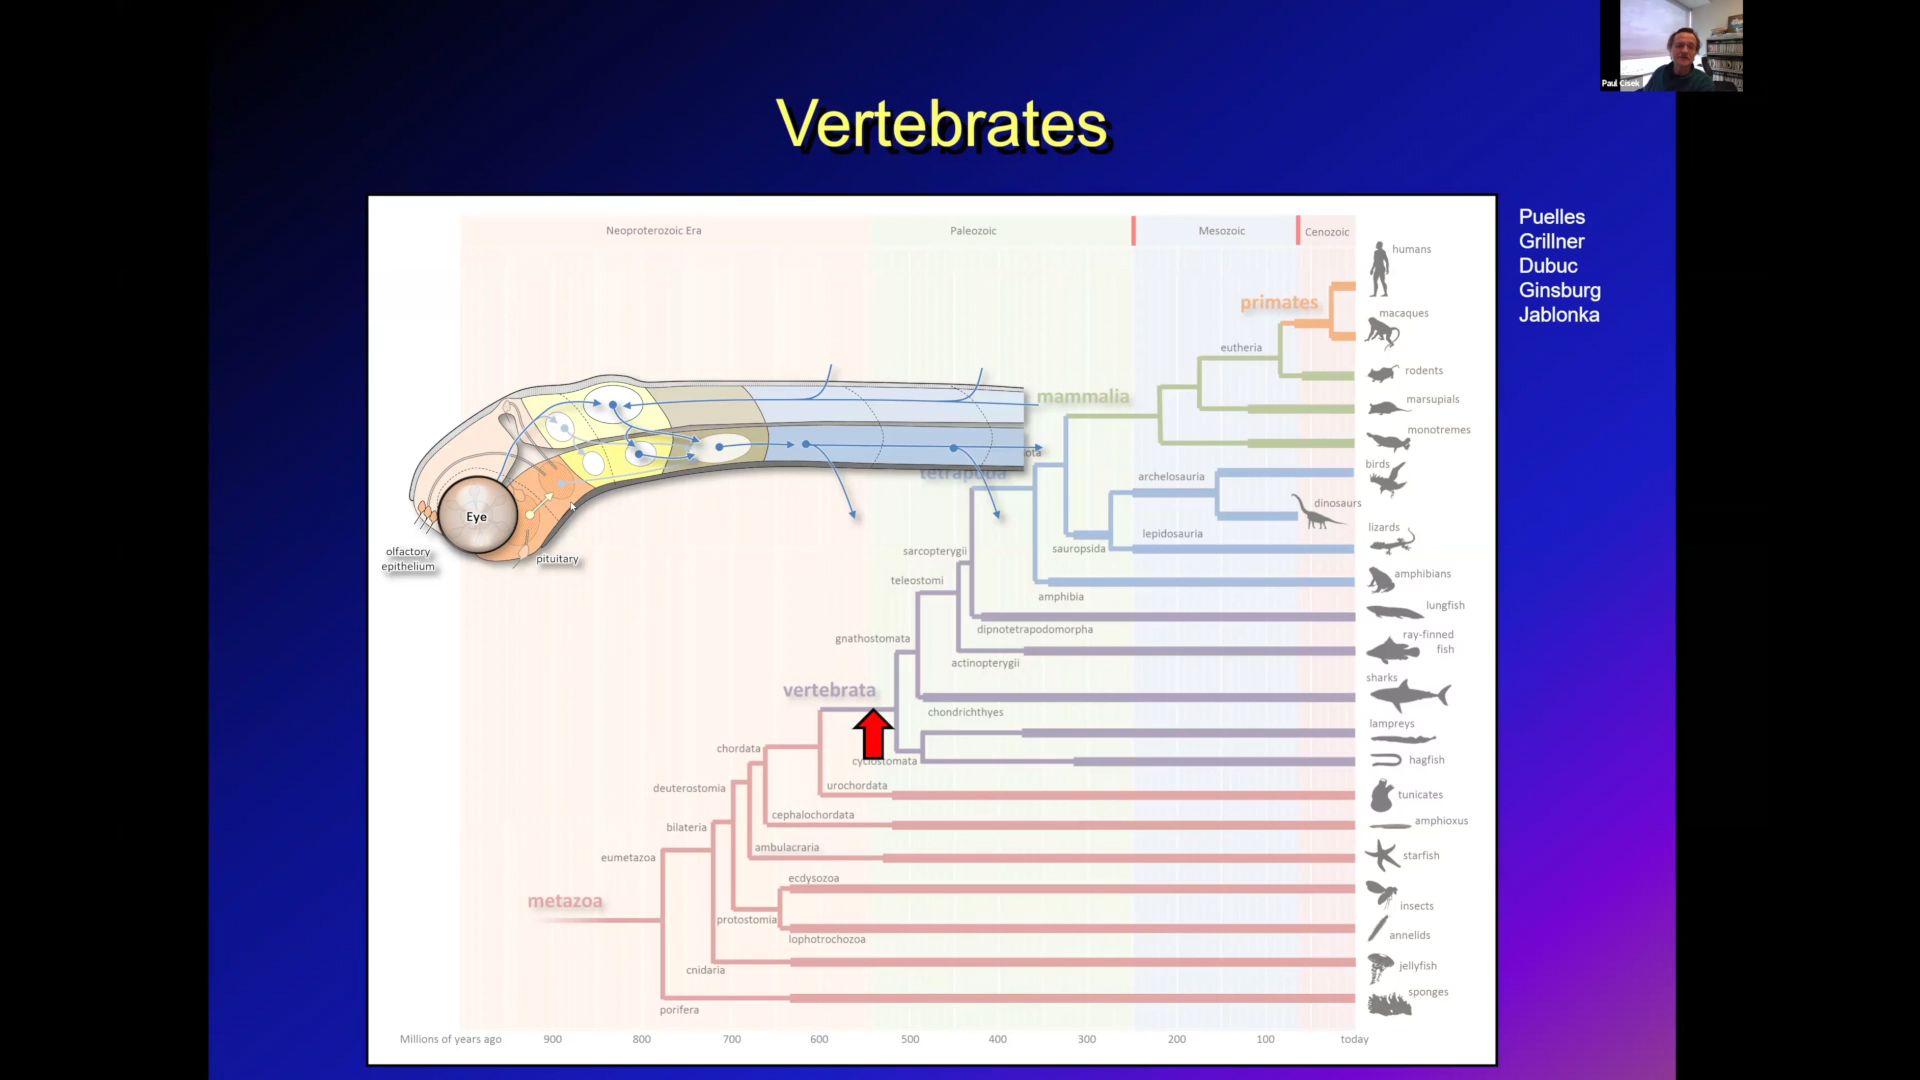 Paul Cisek
Vertebrates
Puelles
Grillner
Dubuc
Ginsburg
Jablonka
Neoproterozoic Era
Paleozoic
Mesozoic
Cenozoic
humans
primates
macaques
eutheria
rodents
mammalia
marsupials
monotremes
birds
tetrapoda
archelosauria
dinosaurs
lizards
lepidosauria
sauropsida
Eye
olfactory
epithelium
pituitary
sarcopterygii
teleostomi
amphibians
amphibia
lungfish
dipnotetrapodomorpha
gnathostomata
ray-finned
fish
actinopterygii
sharks
vertebrata
chondrichthyes
lampreys
chordata
cyclostomata
hagfish
urochordata
tunicates
deuterostomia
cephalochordata
amphioxus
bilateria
ambulacraria
starfish
eumetazoa
ecdysozoa
metazoa
insects
protostomia
lophotrochozoa
annelids
cnidaria
jellyfish
sponges
porifera
Millions of years ago 900 800 700 600 500 400 300 200 100 today